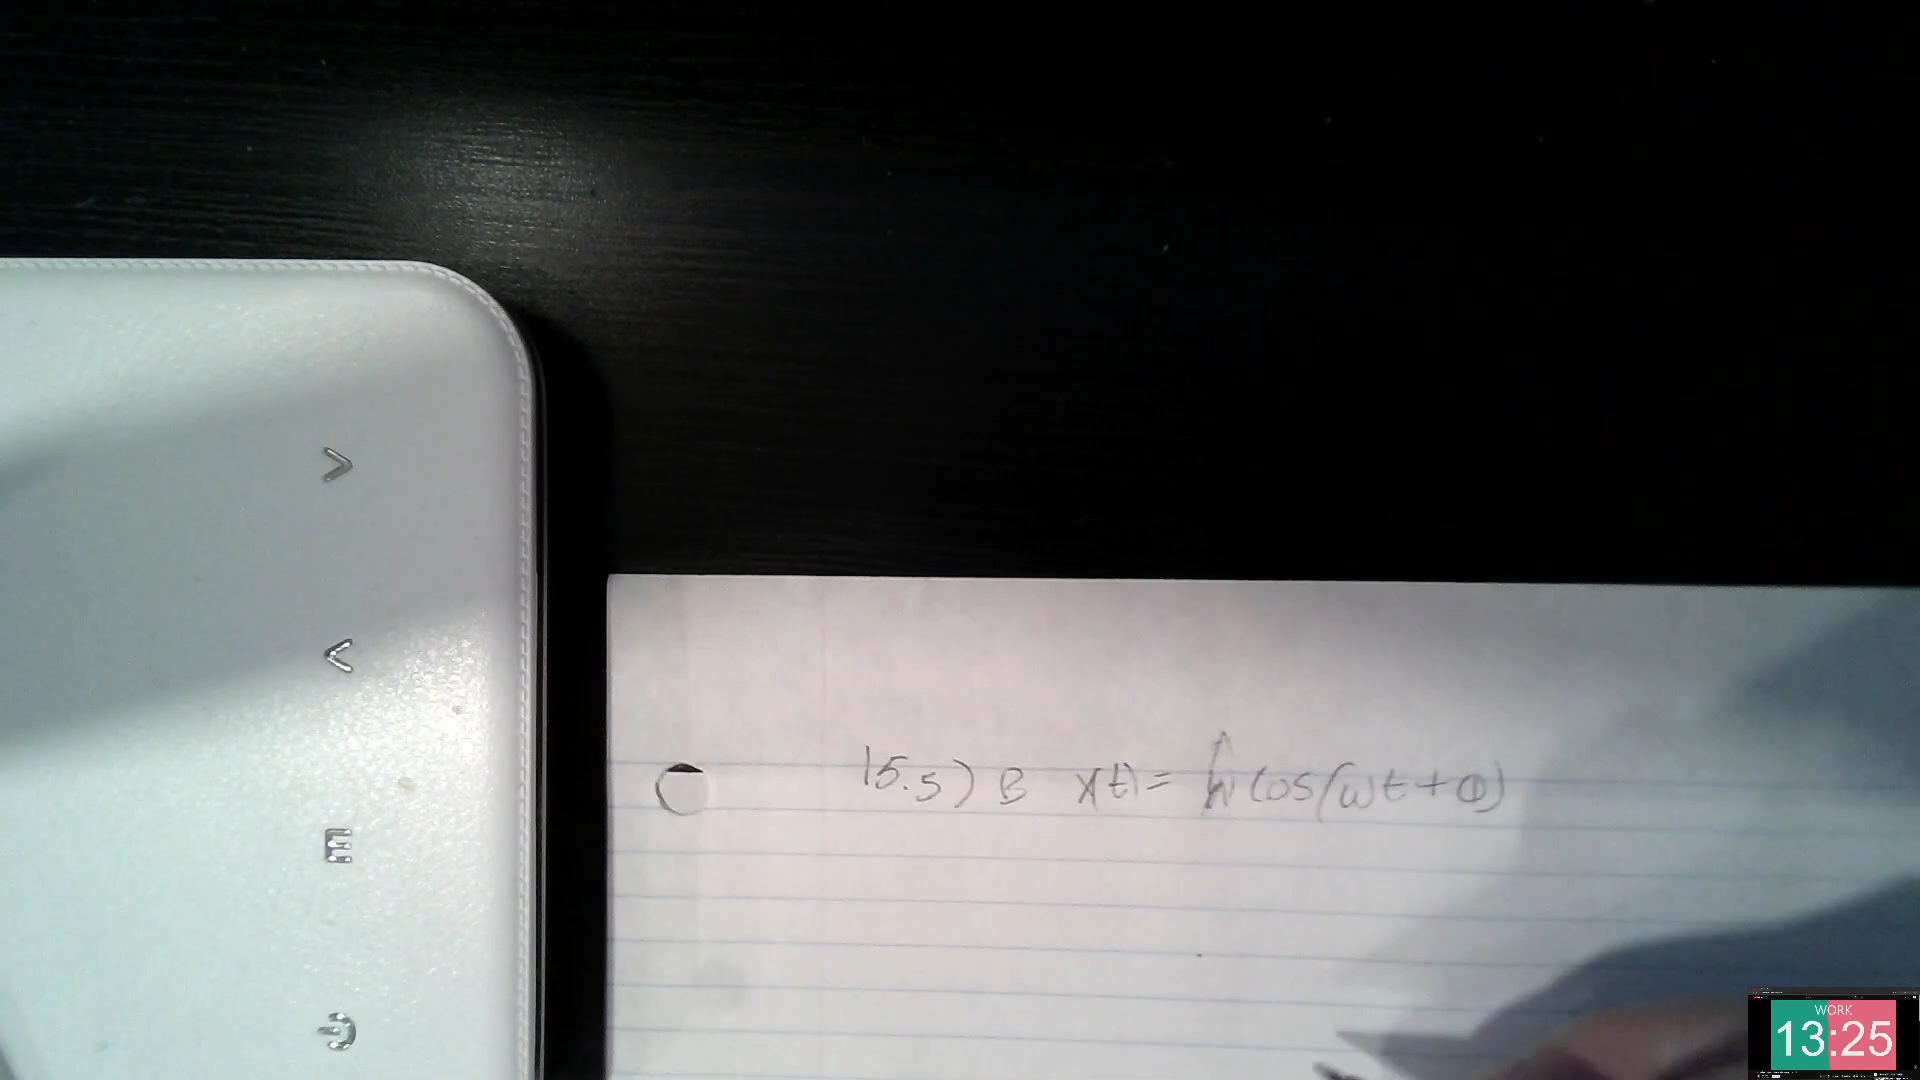 15.5) B x(t) = A cos(ωt + Φ)
WORK
13:25